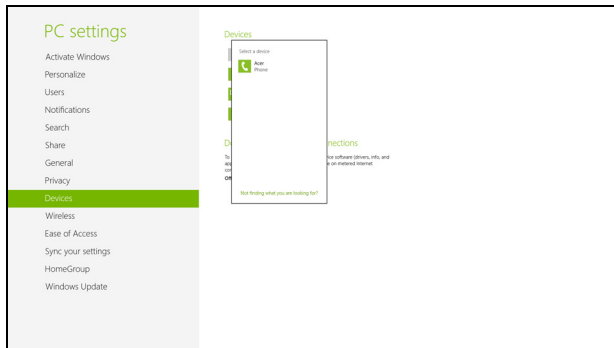 PC settings
Activate Windows
Personalize
Users
Notifications
Search
Share
General
Privacy
Devices
Wireless
Ease of Access
Sync your settings
HomeGroup
Windows Update
Devices
Select a device
Acer
Phone
Not finding what you are looking for?
D nections
To ice software (drivers, info, and
app e on metered Internet
con
Off